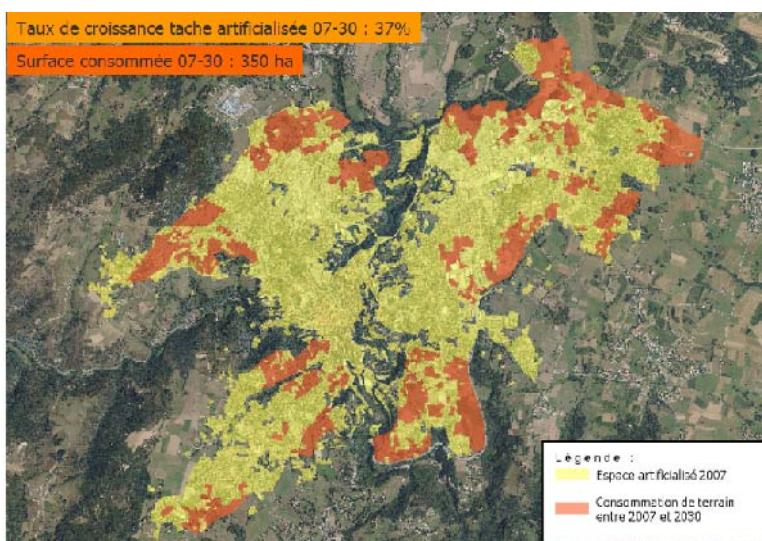 Taux de croissance tache artificialisée 07-30 : 37%
Surface consommée 07-30 : 350 ha
Légende :
Espace artificialisé 2007
Consommation de terrain
entre 2007 et 2030